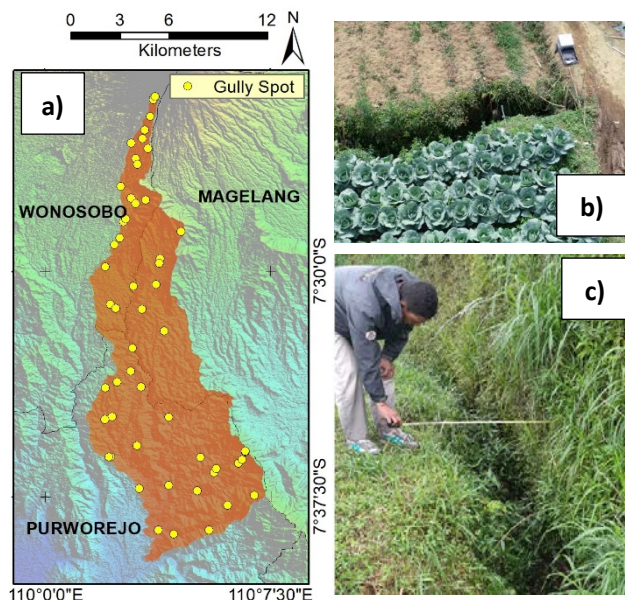 0 3 6 12
Kilometers
N
a)
Gully Spot
MAGELANG
WONOSOBO
PURWOREJO
7°30'0"S
7°37'30"S
110°0'0"E
110°7'30"E
b)
c)